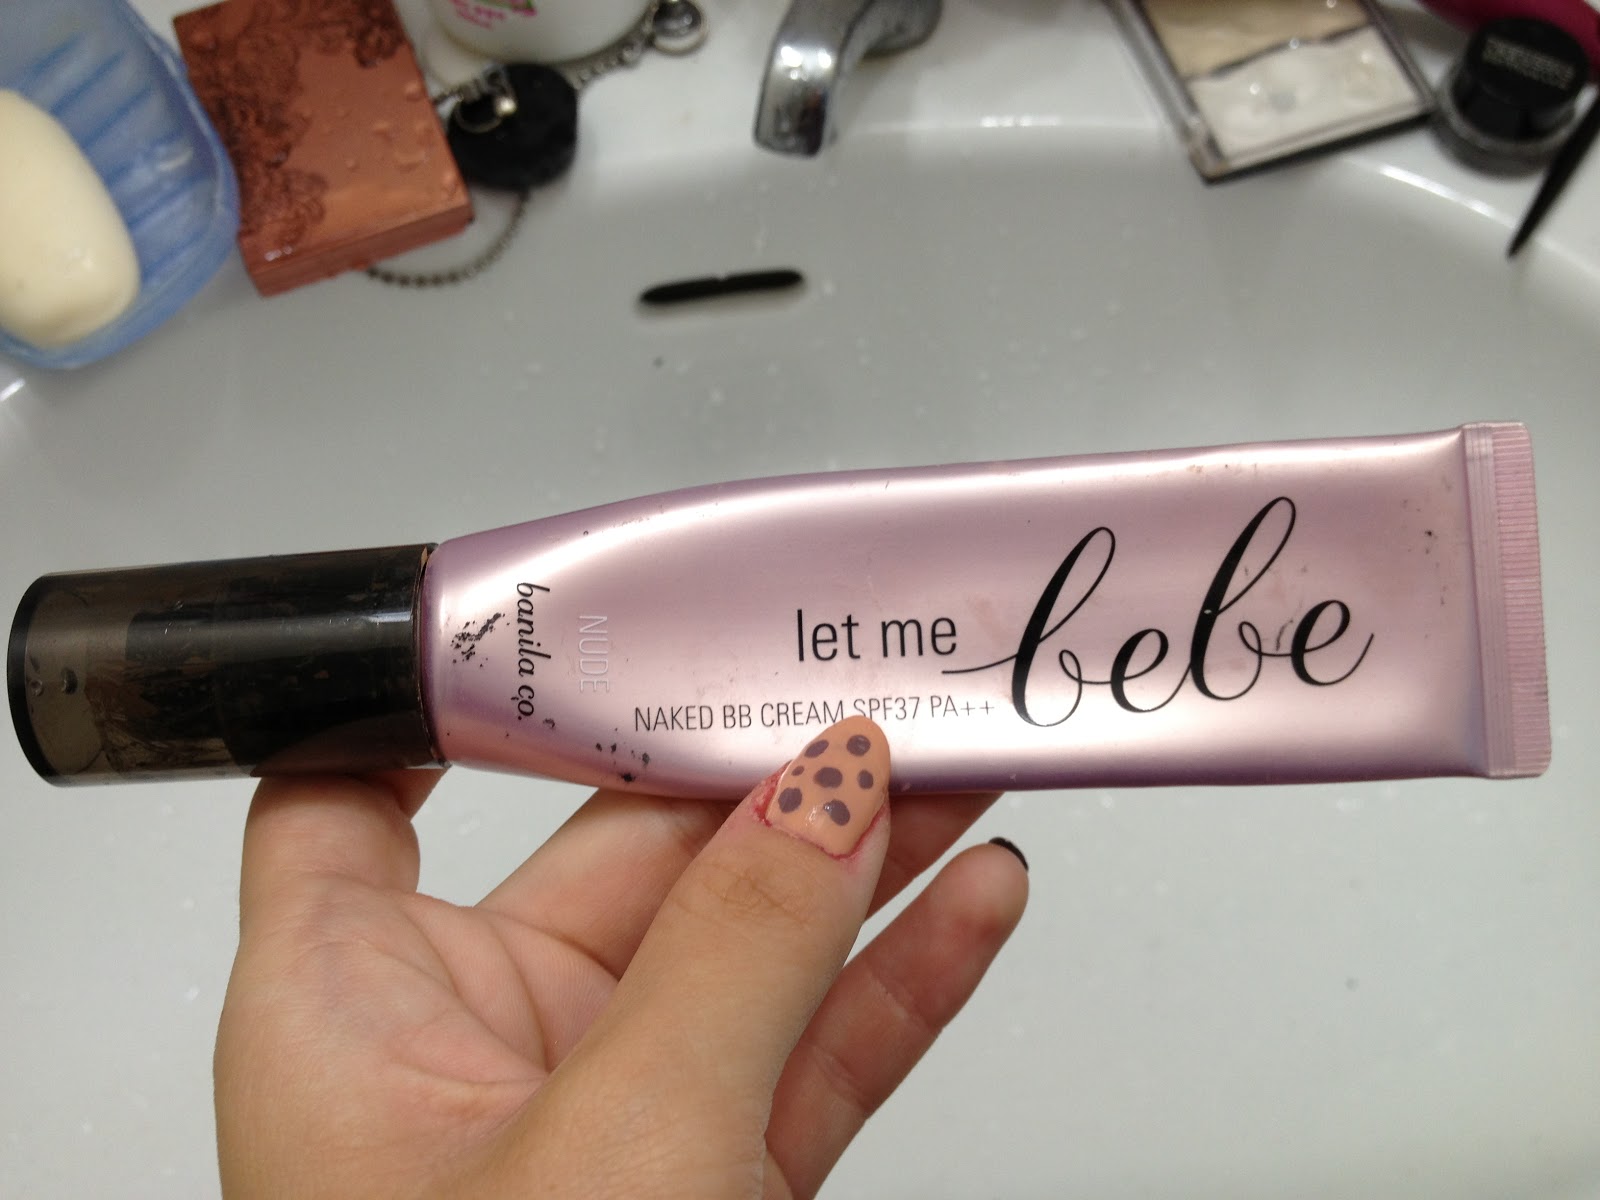 let me bebe
NAKED BB CREAM SPF37 PA++
NUDE
banila co.